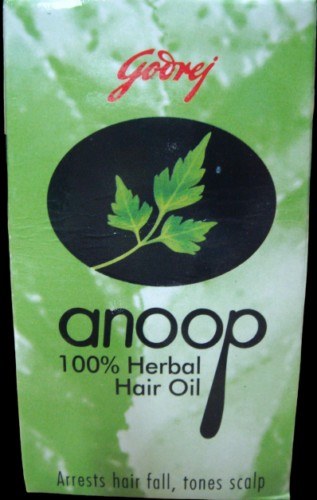 Godrej
anoop
100% Herbal
Hair Oil
Arrests hair fall, tones scalp